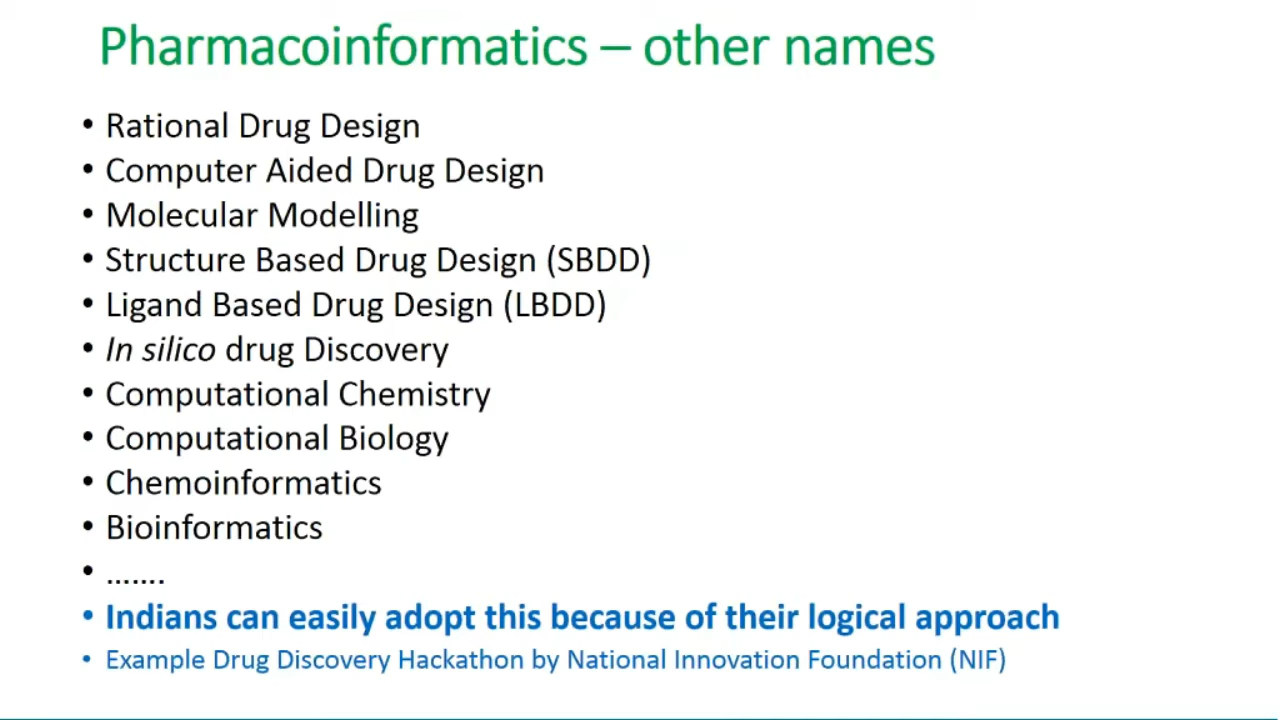 Pharmacoinformatics – other names
• Rational Drug Design
• Computer Aided Drug Design
• Molecular Modelling
• Structure Based Drug Design (SBDD)
• Ligand Based Drug Design (LBDD)
• In silico drug Discovery
• Computational Chemistry
• Computational Biology
• Chemoinformatics
• Bioinformatics
• …….
• Indians can easily adopt this because of their logical approach
• Example Drug Discovery Hackathon by National Innovation Foundation (NIF)